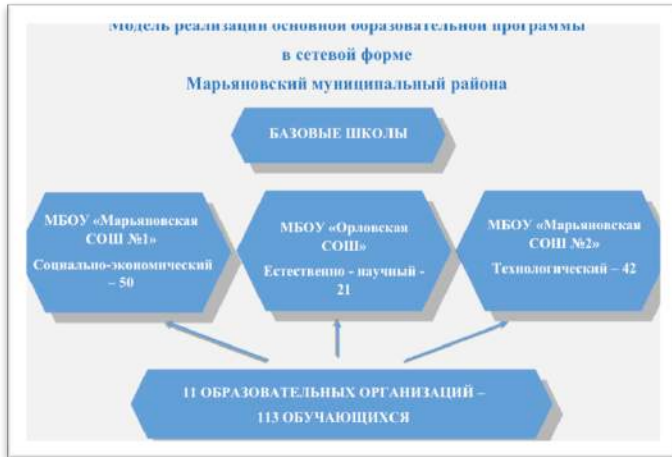 Модель реализации основной образовательной программы
в сетевой форме
Марьяновский муниципальный района
БАЗОВЫЕ ШКОЛЫ
МБОУ «Марьяновская
СОШ №1»
Социально-экономический
– 50
МБОУ «Орловская
СОШ»
Естественно - научный -
21
МБОУ «Марьяновская
СОШ №2»
Технологический – 42
11 ОБРАЗОВАТЕЛЬНЫХ ОРГАНИЗАЦИЙ –
113 ОБУЧАЮЩИХСЯ